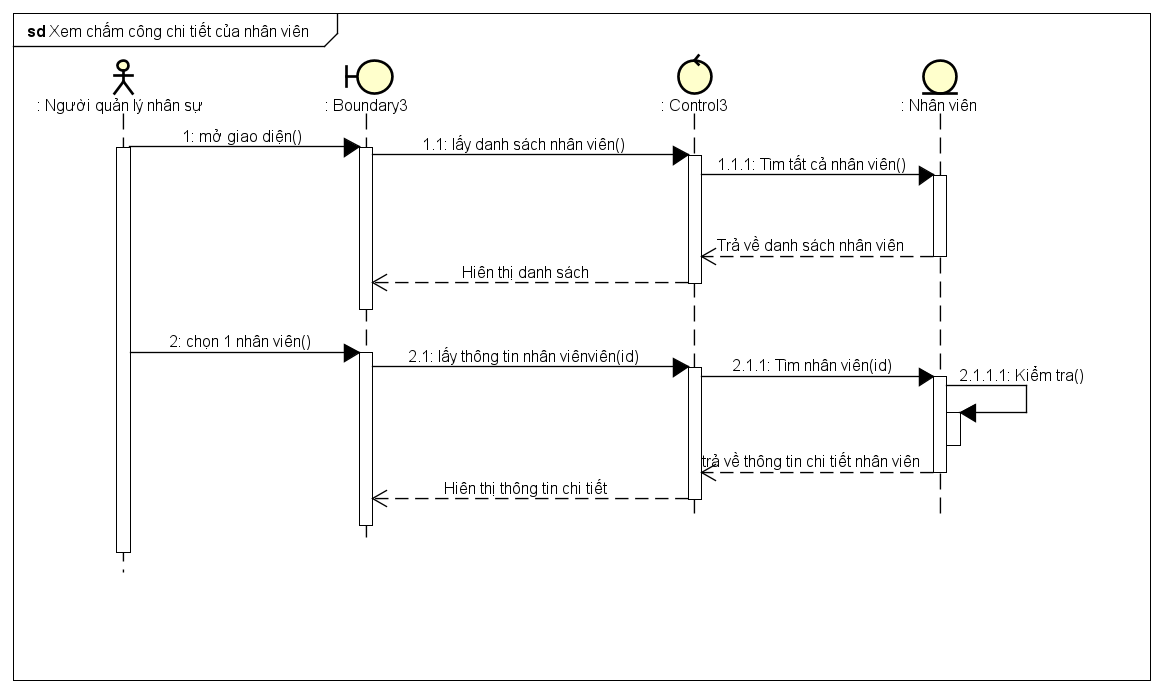 sd Xem chấm công chi tiết của nhân viên
: Người quản lý nhân sự
: Boundary3
: Control3
: Nhân viên
1: mở giao diện()
1.1: lấy danh sách nhân viên()
1.1.1: Tìm tất cả nhân viên()
Trả về danh sách nhân viên
Hiên thị danh sách
2: chọn 1 nhân viên()
2.1: lấy thông tin nhân viênviên(id)
2.1.1: Tìm nhân viên(id)
2.1.1.1: Kiểm tra()
trả về thông tin chi tiết nhân viên
Hiên thị thông tin chi tiết